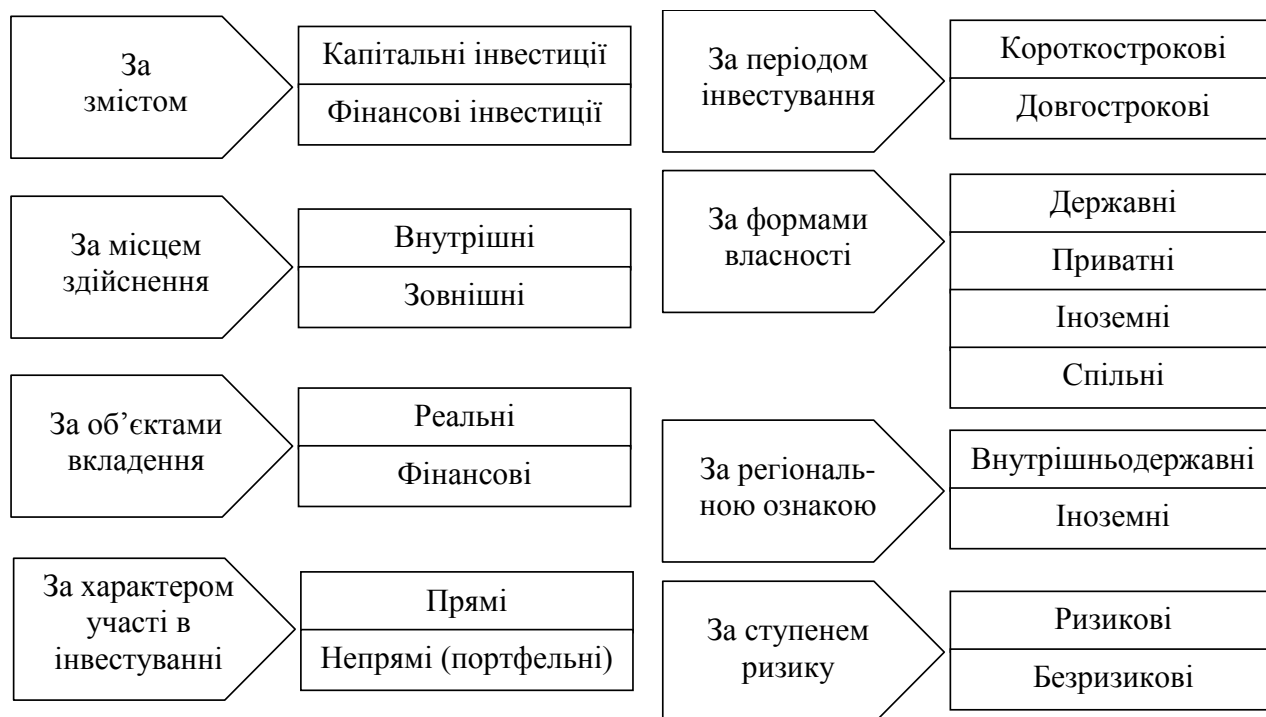 За
змістом
Капітальні інвестиції
Фінансові інвестиції
За місцем
здійснення
Внутрішні
Зовнішні
За об’єктами
вкладення
Реальні
Фінансові
За характером
участі в
інвестуванні
Прямі
Непрямі (портфельні)
За періодом
інвестування
Короткострокові
Довгострокові
За формами
власності
Державні
Приватні
Іноземні
Спільні
За регіональ-
ною ознакою
Внутрішньодержавні
Іноземні
За ступенем
ризику
Ризикові
Безризикові